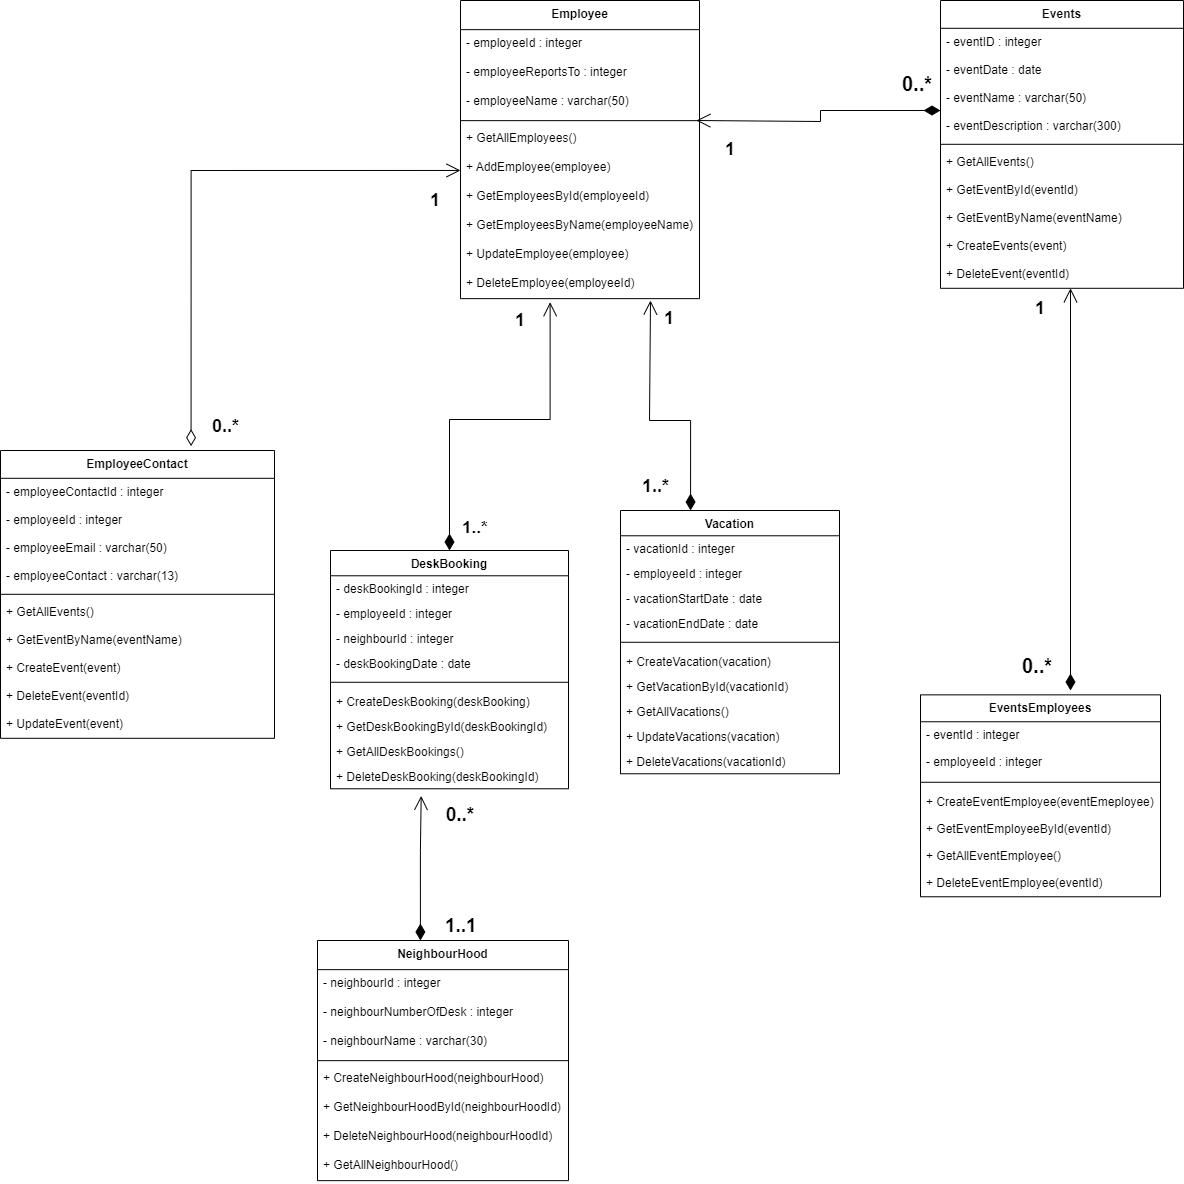 Employee
- employeeId : integer
- employeeReportsTo : integer
- employeeName : varchar(50)
+ GetAllEmployees()
+ AddEmployee(employee)
+ GetEmployeesById(employeeId)
+ GetEmployeesByName(employeeName)
+ UpdateEmployee(employee)
+ DeleteEmployee(employeeId)
Events
- eventID : integer
- eventDate : date
- eventName : varchar(50)
- eventDescription : varchar(300)
+ GetAllEvents()
+ GetEventById(eventId)
+ GetEventByName(eventName)
+ CreateEvents(event)
+ DeleteEvent(eventId)
0..*
1
1
1
1
1
0..*
1..*
1..*
0..*
EmployeeContact
- employeeContactId : integer
- employeeId : integer
- employeeEmail : varchar(50)
- employeeContact : varchar(13)
+ GetAllEvents()
+ GetEventByName(eventName)
+ CreateEvent(event)
+ DeleteEvent(eventId)
+ UpdateEvent(event)
DeskBooking
- deskBookingId : integer
- employeeId : integer
- neighbourId : integer
- deskBookingDate : date
+ CreateDeskBooking(deskBooking)
+ GetDeskBookingById(deskBookingId)
+ GetAllDeskBookings()
+ DeleteDeskBooking(deskBookingId)
Vacation
- vacationId : integer
- employeeId : integer
- vacationStartDate : date
- vacationEndDate : date
+ CreateVacation(vacation)
+ GetVacationById(vacationId)
+ GetAllVacations()
+ UpdateVacations(vacation)
+ DeleteVacations(vacationId)
EventsEmployees
- eventId : integer
- employeeId : integer
+ CreateEventEmployee(eventEmeployee)
+ GetEventEmployeeById(eventId)
+ GetAllEventEmployee()
+ DeleteEventEmployee(eventId)
0..*
1..1
NeighbourHood
- neighbourId : integer
- neighbourNumberOfDesk : integer
- neighbourName : varchar(30)
+ CreateNeighbourHood(neighbourHood)
+ GetNeighbourHoodById(neighbourHoodId)
+ DeleteNeighbourHood(neighbourHoodId)
+ GetAllNeighbourHood()